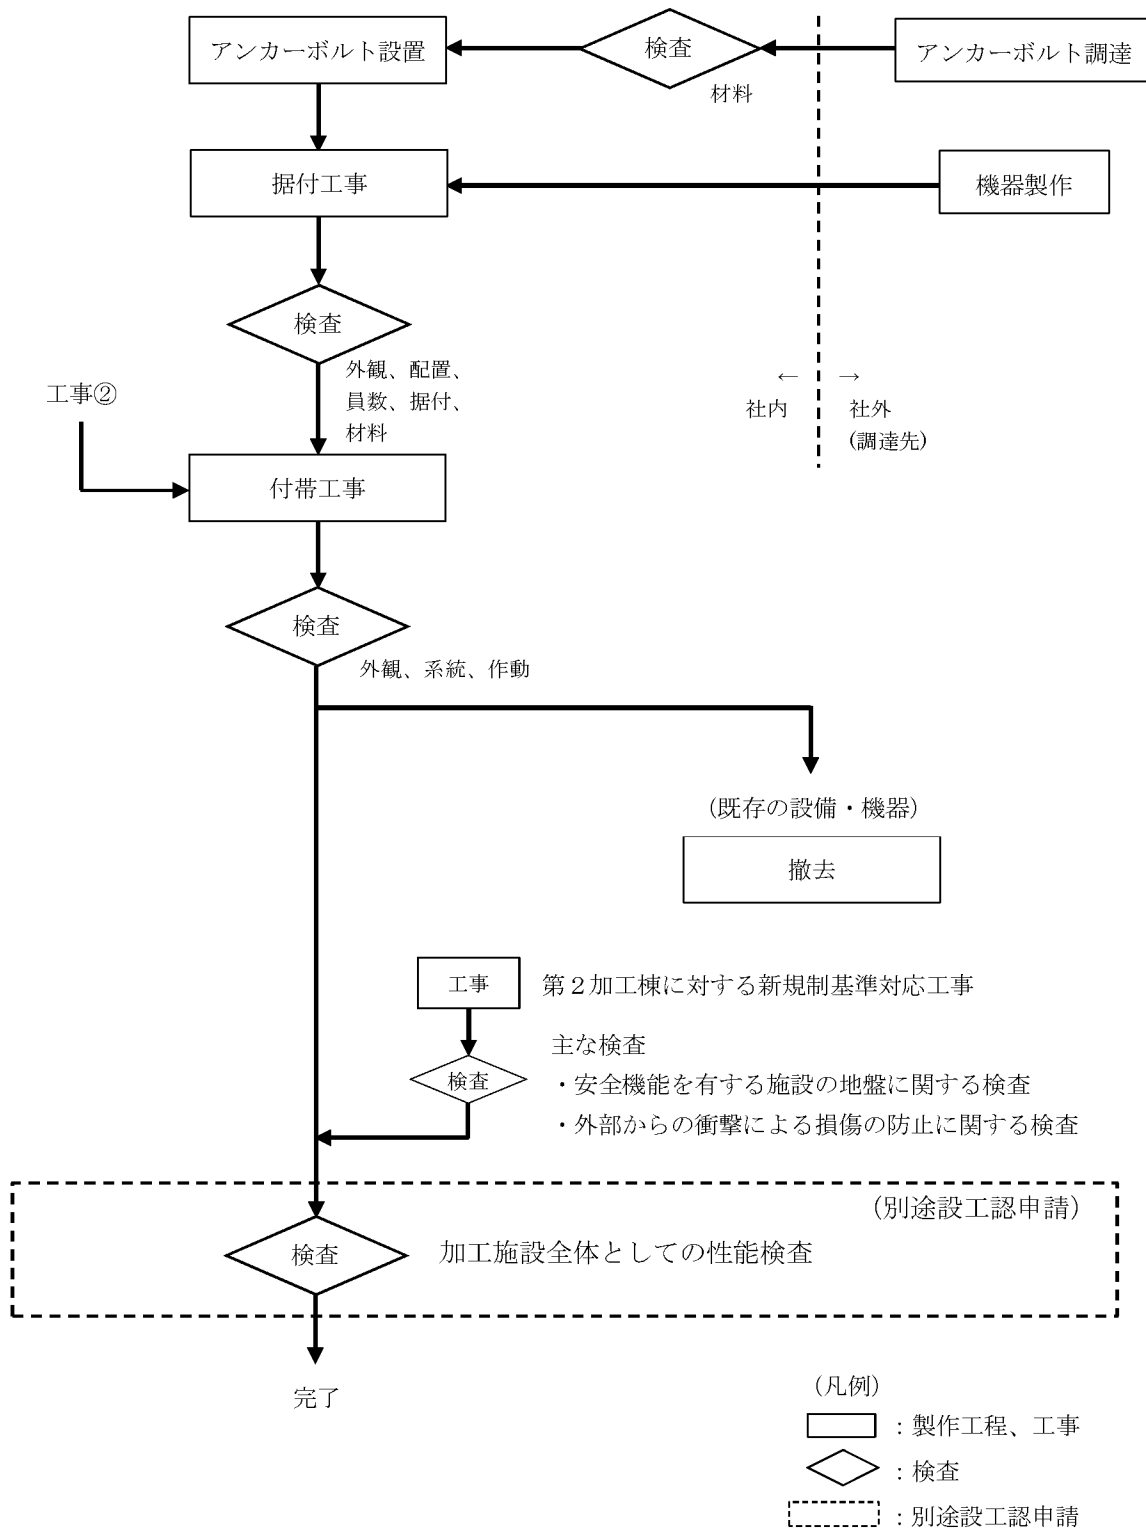 アンカーボルト設置
検査
アンカーボルト調達
材料
据付工事
機器製作
検査
外観、配置、
員数、据付、
材料
← →
社内 社外
(調達先)
工事②
付帯工事
検査
外観、系統、作動
(既存の設備・機器)
撤去
工事
第2加工棟に対する新規制基準対応工事
検査
主な検査
・安全機能を有する施設の地盤に関する検査
・外部からの衝撃による損傷の防止に関する検査
(別途設工認申請)
検査
加工施設全体としての性能検査
完了
(凡例)
:製作工程、工事
:検査
:別途設工認申請